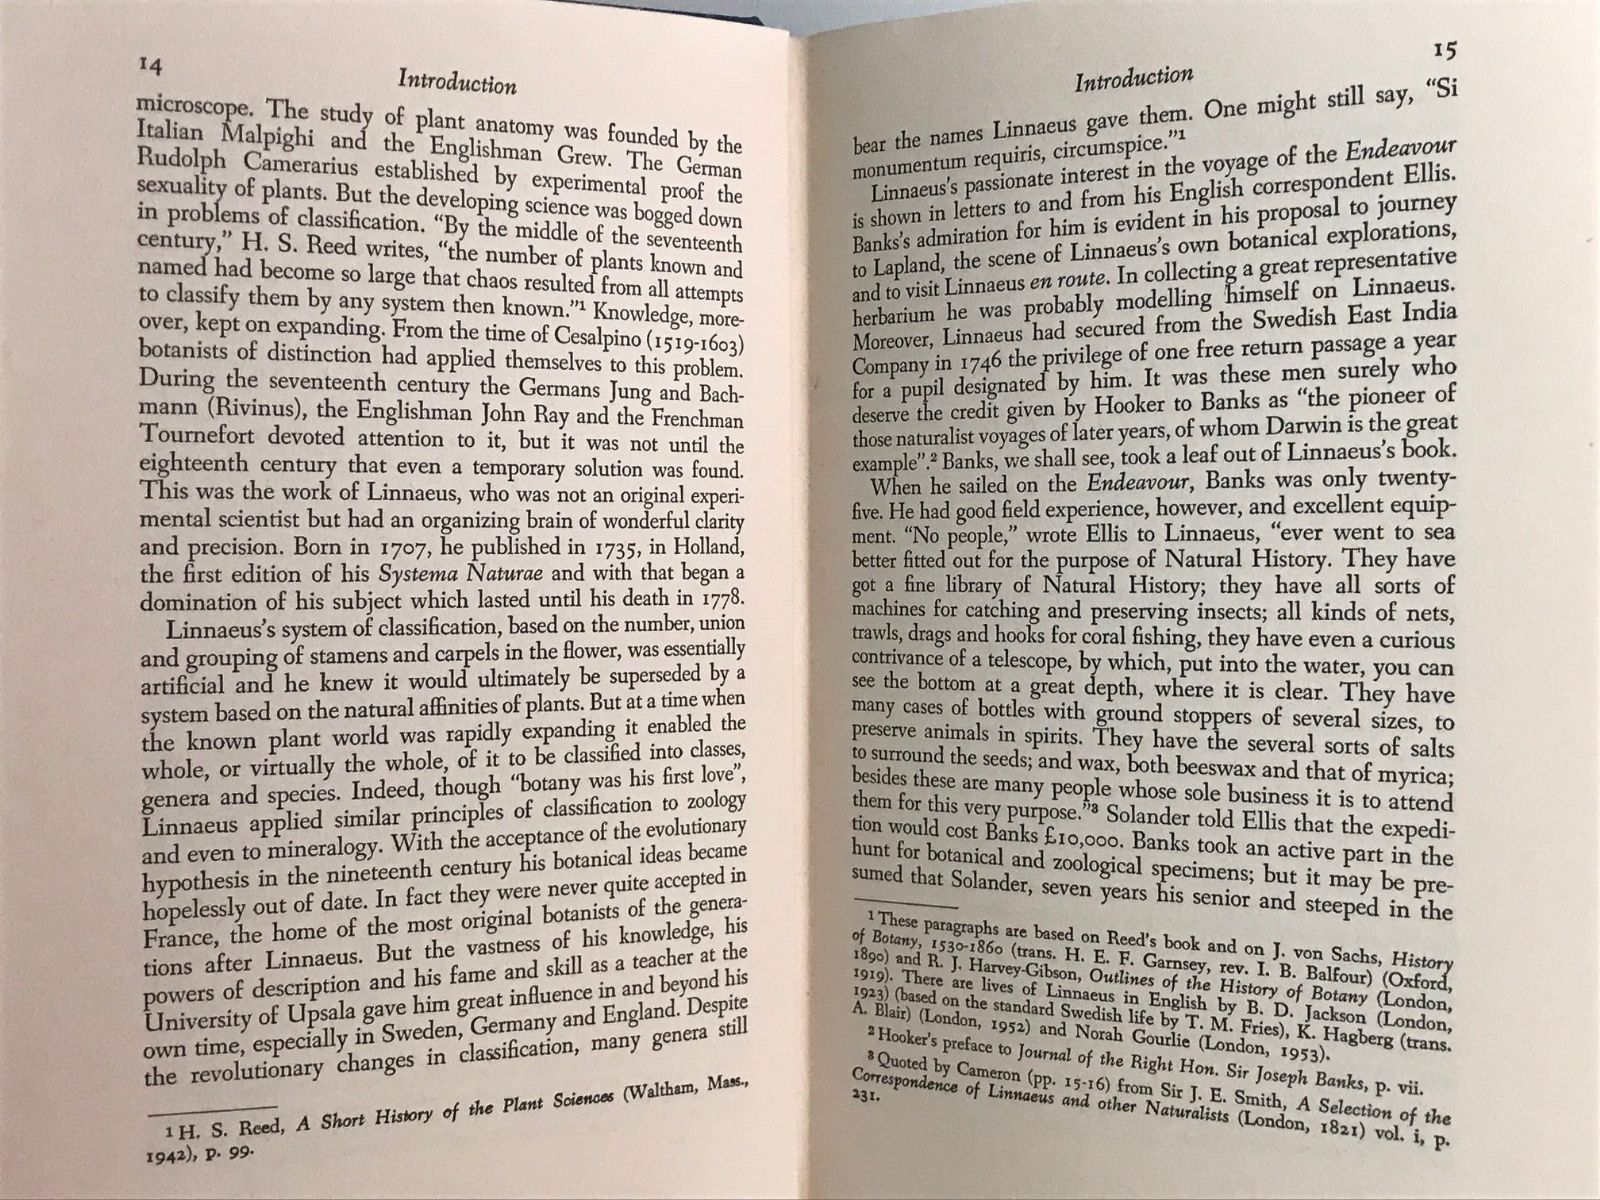 14
Introduction
microscope. The study of plant anatomy was founded by the
Italian Malpighi and the Englishman Grew. The German
Rudolph Camerarius established by experimental proof the
sexuality of plants. But the developing science was bogged down
in problems of classification. “By the middle of the seventeenth
century,” H. S. Reed writes, “the number of plants known and
named had become so large that chaos resulted from all attempts
to classify them by any system then known.”1 Knowledge, more-
over, kept on expanding. From the time of Cesalpino (1519-1603)
botanists of distinction had applied themselves to this problem.
During the seventeenth century the Germans Jung and Bach-
mann (Rivinus), the Englishman John Ray and the Frenchman
Tournefort devoted attention to it, but it was not until the
eighteenth century that even a temporary solution was found.
This was the work of Linnaeus, who was not an original experi-
mental scientist but had an organizing brain of wonderful clarity
and precision. Born in 1707, he published in 1735, in Holland,
the first edition of his Systema Naturae and with that began a
domination of his subject which lasted until his death in 1778.
Linnaeus’s system of classification, based on the number, union
and grouping of stamens and carpels in the flower, was essentially
artificial and he knew it would ultimately be superseded by a
system based on the natural affinities of plants. But at a time when
the known plant world was rapidly expanding it enabled the
whole, or virtually the whole, of it to be classified into classes,
genera and species. Indeed, though “botany was his first love”,
Linnaeus applied similar principles of classification to zoology
and even to mineralogy. With the acceptance of the evolutionary
hypothesis in the nineteenth century his botanical ideas became
hopelessly out of date. In fact they were never quite accepted in
France, the home of the most original botanists of the genera-
tions after Linnaeus. But the vastness of his knowledge, his
powers of description and his fame and skill as a teacher at the
University of Upsala gave him great influence in and beyond his
own time, especially in Sweden, Germany and England. Despite
the revolutionary changes in classification, many genera still
1 H. S. Reed, A Short History of the Plant Sciences (Waltham, Mass.,
1942), p. 99.
15
Introduction
bear the names Linnaeus gave them. One might still say, “Si
monumentum requiris, circumspice.”1
Linnaeus’s passionate interest in the voyage of the Endeavour
is shown in letters to and from his English correspondent Ellis.
Banks’s admiration for him is evident in his proposal to journey
to Lapland, the scene of Linnaeus’s own botanical explorations,
and to visit Linnaeus en route. In collecting a great representative
herbarium he was probably modelling himself on Linnaeus.
Moreover, Linnaeus had secured from the Swedish East India
Company in 1746 the privilege of one free return passage a year
for a pupil designated by him. It was these men surely who
deserve the credit given by Hooker to Banks as “the pioneer of
those naturalist voyages of later years, of whom Darwin is the great
example”.2 Banks, we shall see, took a leaf out of Linnaeus’s book.
When he sailed on the Endeavour, Banks was only twenty-
five. He had good field experience, however, and excellent equip-
ment. “No people,” wrote Ellis to Linnaeus, “ever went to sea
better fitted out for the purpose of Natural History. They have
got a fine library of Natural History; they have all sorts of
machines for catching and preserving insects; all kinds of nets,
trawls, drags and hooks for coral fishing, they have even a curious
contrivance of a telescope, by which, put into the water, you can
see the bottom at a great depth, where it is clear. They have
many cases of bottles with ground stoppers of several sizes, to
preserve animals in spirits. They have the several sorts of salts
to surround the seeds; and wax, both beeswax and that of myrica;
besides these are many people whose sole business it is to attend
them for this very purpose.”3 Solander told Ellis that the expedi-
tion would cost Banks £10,000. Banks took an active part in the
hunt for botanical and zoological specimens; but it may be pre-
sumed that Solander, seven years his senior and steeped in the
1 These paragraphs are based on Reed’s book and on J. von Sachs, History
of Botany, 1530-1860 (trans. H. E. F. Garnsey, rev. I. B. Balfour) (Oxford,
1890) and R. J. Harvey-Gibson, Outlines of the History of Botany (London,
1919). There are lives of Linnaeus in English by B. D. Jackson (London,
1923) (based on the standard Swedish life by T. M. Fries), K. Hagberg (trans.
A. Blair) (London, 1952) and Norah Gourlie (London, 1953).
2 Hooker’s preface to Journal of the Right Hon. Sir Joseph Banks, p. vii.
3 Quoted by Cameron (pp. 15-16) from Sir J. E. Smith, A Selection of the
Correspondence of Linnaeus and other Naturalists (London, 1821) vol. i, p.
231.